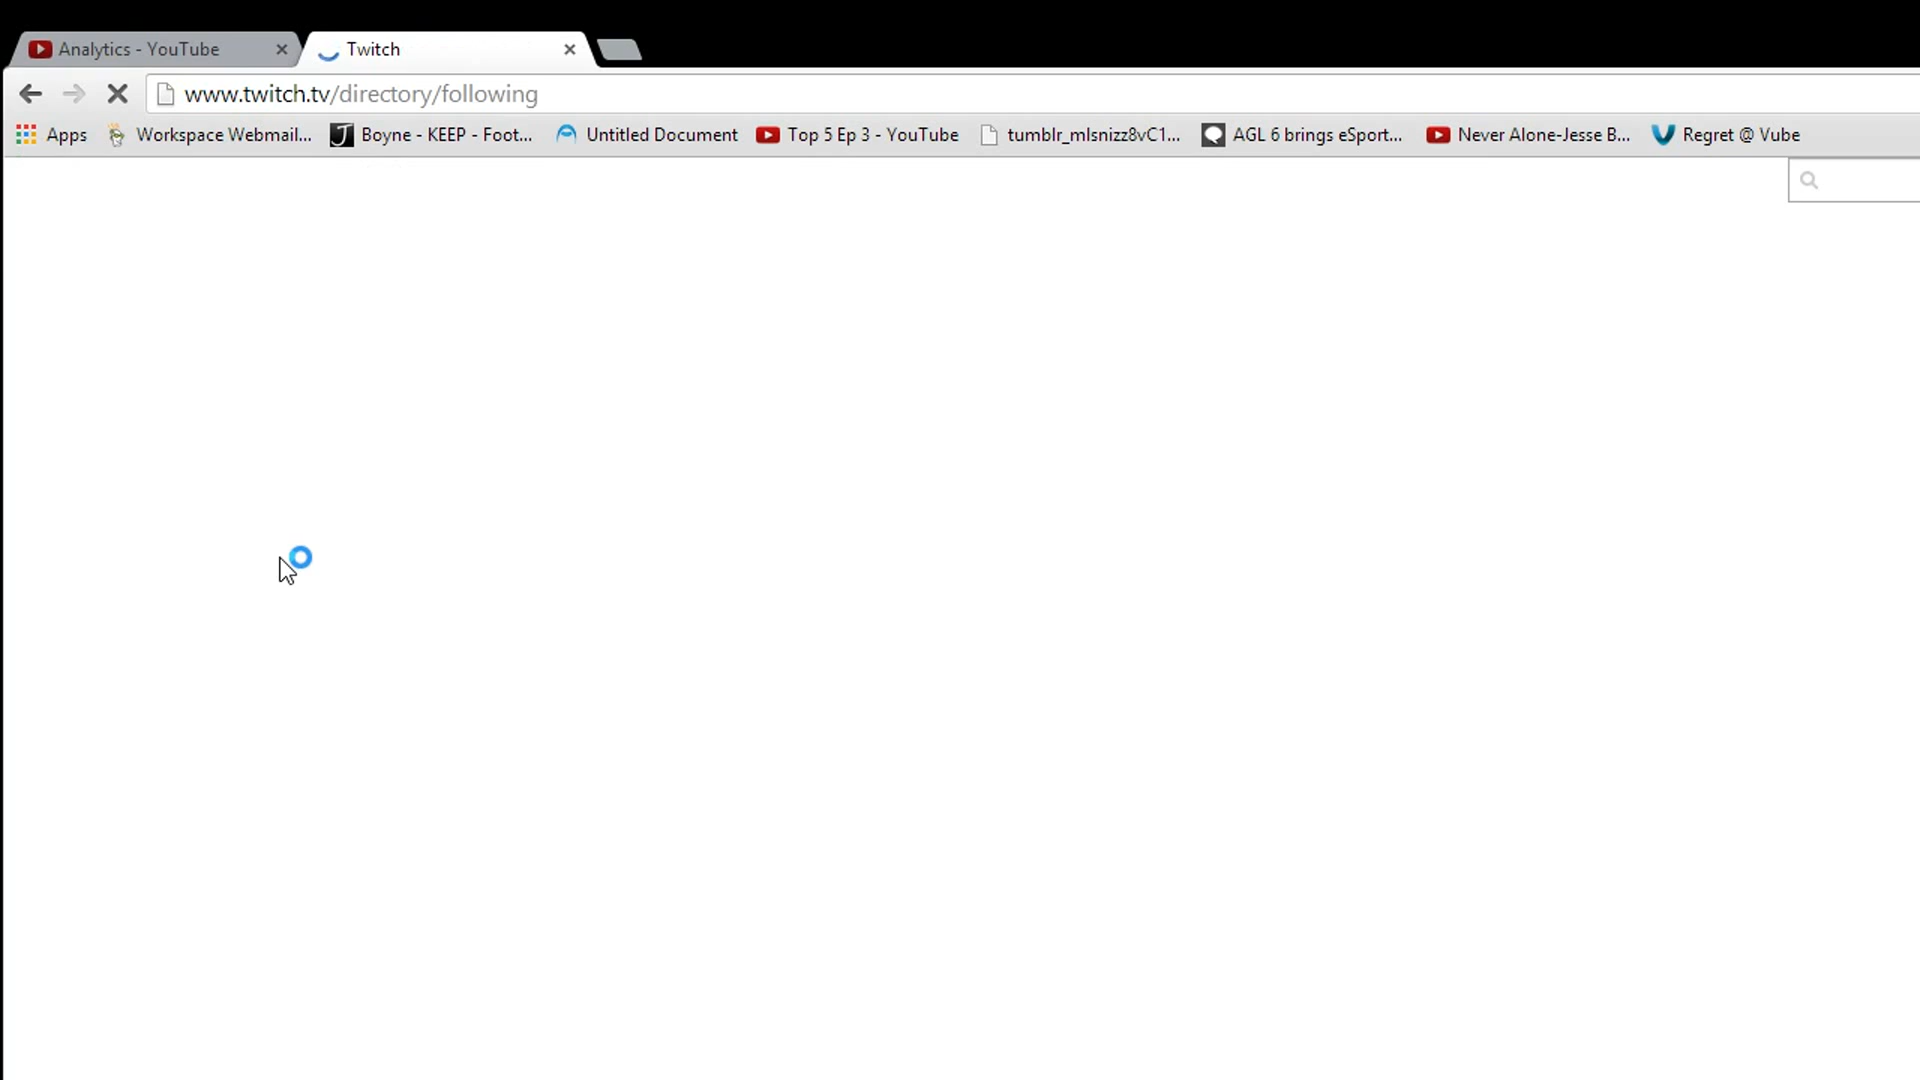 Analytics - YouTube
Twitch
www.twitch.tv/directory/following
Apps
Workspace Webmail...
Boyne - KEEP - Foot...
Untitled Document
Top 5 Ep 3 - YouTube
tumblr_mlsnizz8vC1...
AGL 6 brings eSport...
Never Alone-Jesse B...
Regret @ Vube